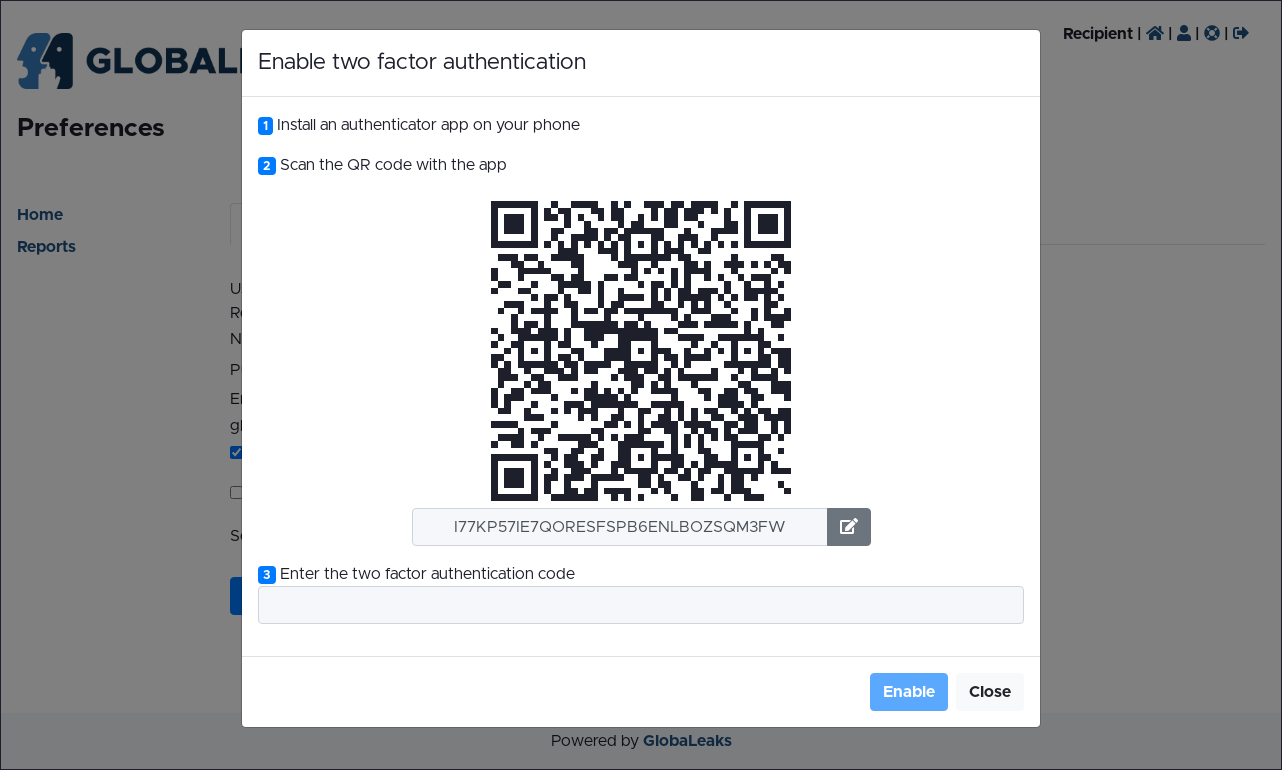 GLOBAL
Recipient | | | |
Enable two factor authentication
Preferences
1 Install an authenticator app on your phone
2 Scan the QR code with the app
Home
Reports
I77KP57IE7QORESFSPB6ENLBOZSQM3FW
3 Enter the two factor authentication code
Enable Close
Powered by GlobaLeaks